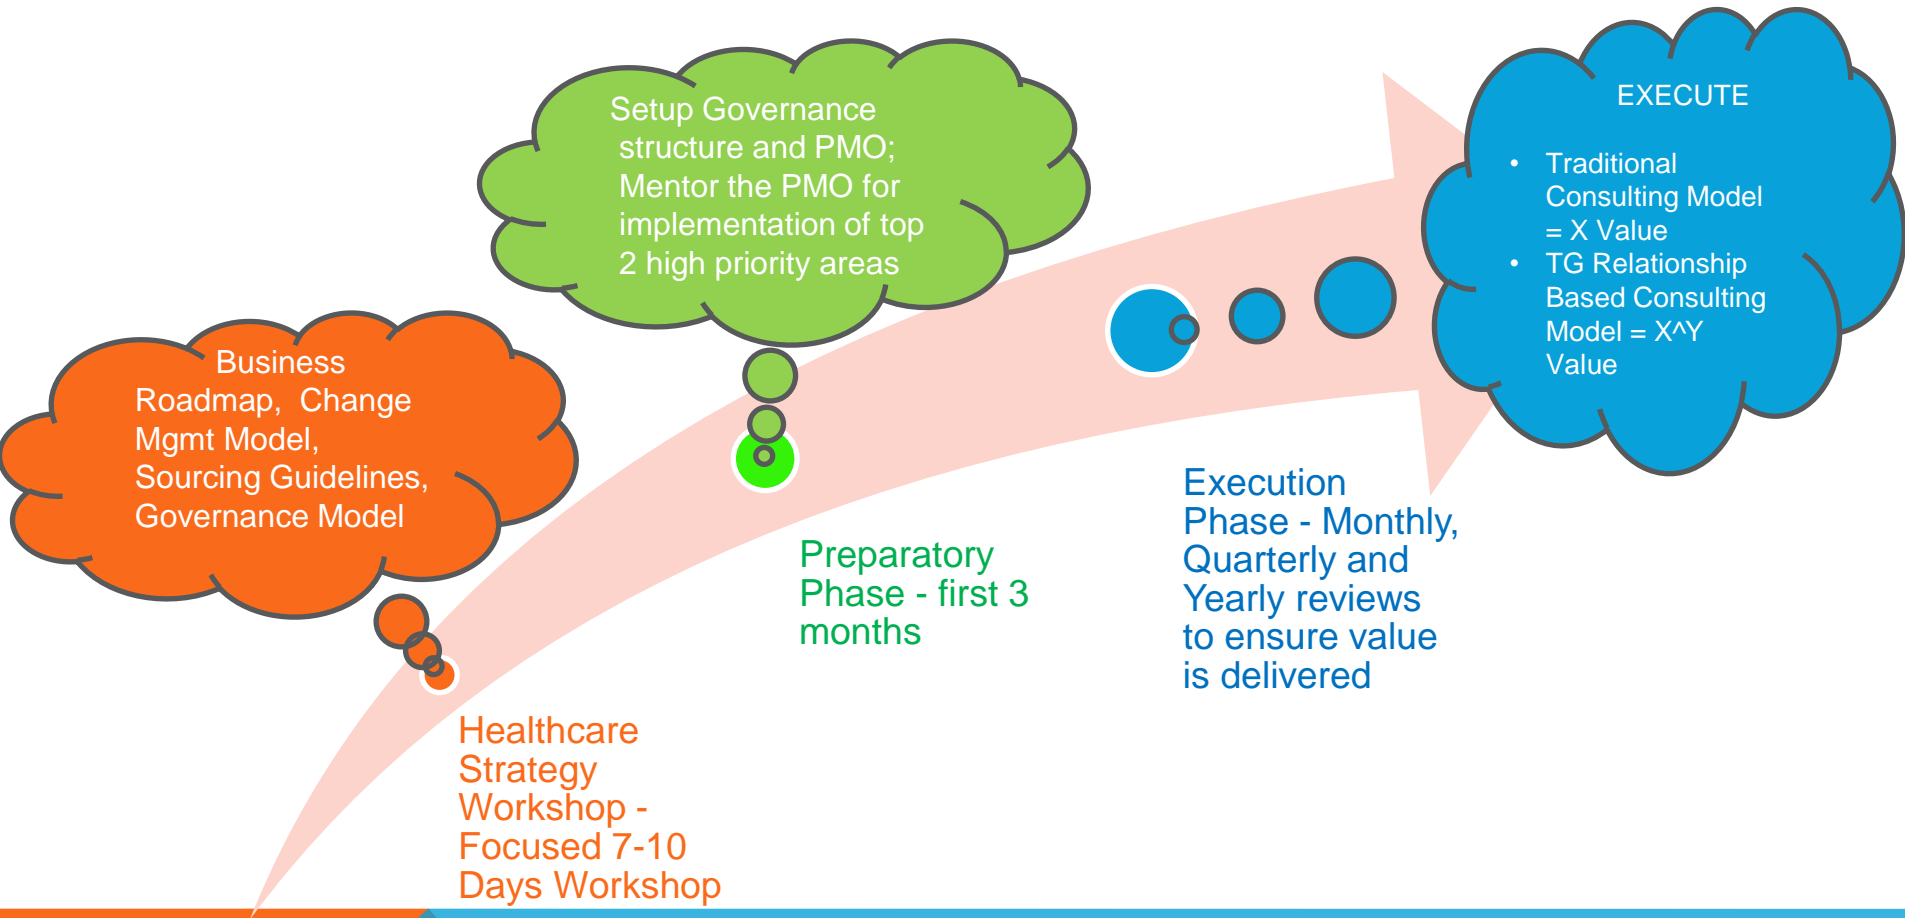 Setup Governance
structure and PMO;
Mentor the PMO for
implementation of top
2 high priority areas
EXECUTE
• Traditional
Consulting Model
= X Value
• TG Relationship
Based Consulting
Model = X^Y
Value
Business
Roadmap, Change
Mgmt Model,
Sourcing Guidelines,
Governance Model
Execution
Phase - Monthly,
Quarterly and
Yearly reviews
to ensure value
is delivered
Preparatory
Phase - first 3
months
Healthcare
Strategy
Workshop -
Focused 7-10
Days Workshop